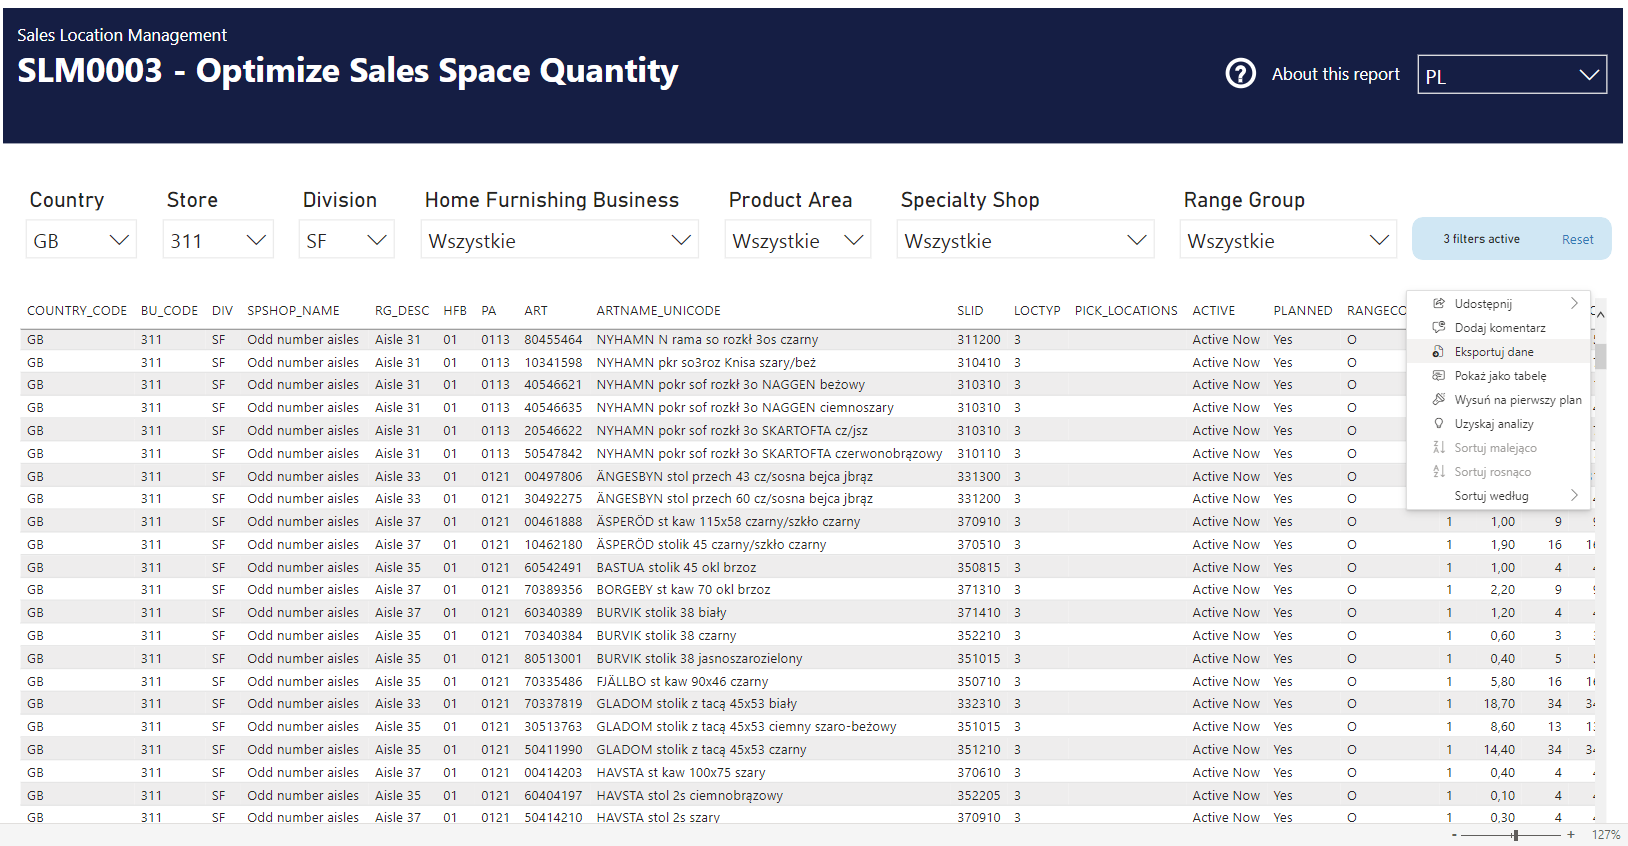 Sales Location Management
SLM0003 - Optimize Sales Space Quantity
? About this report PL
Country Store Division Home Furnishing Business Product Area Specialty Shop Range Group
GB 311 SF Wszystkie Wszystkie Wszystkie Wszystkie 3 filters active Reset
COUNTRY_CODE BU_CODE DIV SPSHOP_NAME RG_DESC HFB PA ART ARTNAME_UNICODE SLID LOCTYP PICK_LOCATIONS ACTIVE PLANNED RANGECO
Udostępnij
Dodaj komentarz
Eksportuj dane
Pokaż jako tabelę
Wysuń na pierwszy plan
Uzyskaj analizy
Sortuj malejąco
Sortuj rosnąco
Sortuj według
GB 311 SF Odd number aisles Aisle 31 01 0113 80455464 NYHAMN N rama so rozkł 3os czarny 311200 3 Active Now Yes O
GB 311 SF Odd number aisles Aisle 31 01 0113 10341598 NYHAMN pkr so3roz Knisa szary/beż 310410 3 Active Now Yes O
GB 311 SF Odd number aisles Aisle 31 01 0113 40546621 NYHAMN pokr sof rozkł 3o NAGGEN beżowy 310310 3 Active Now Yes O
GB 311 SF Odd number aisles Aisle 31 01 0113 40546635 NYHAMN pokr sof rozkł 3o NAGGEN ciemnoszary 310310 3 Active Now Yes O
GB 311 SF Odd number aisles Aisle 31 01 0113 20546622 NYHAMN pokr sof rozkł 3o SKARTOFTA cz/jsz 310310 3 Active Now Yes O
GB 311 SF Odd number aisles Aisle 31 01 0113 50547842 NYHAMN pokr sof rozkł 3o SKARTOFTA czerwonobrązowy 310110 3 Active Now Yes O
GB 311 SF Odd number aisles Aisle 33 01 0121 00497806 ÄNGESBYN stol przech 43 cz/sosna bejca jbrąz 331300 3 Active Now Yes O
GB 311 SF Odd number aisles Aisle 33 01 0121 30492275 ÄNGESBYN stol przech 60 cz/sosna bejca jbrąz 331200 3 Active Now Yes O
GB 311 SF Odd number aisles Aisle 37 01 0121 00461888 ÄSPERÖD st kaw 115x58 czarny/szkło czarny 370910 3 Active Now Yes O 1 1,00 9
GB 311 SF Odd number aisles Aisle 37 01 0121 10462180 ÄSPERÖD stolik 45 czarny/szkło czarny 370510 3 Active Now Yes O 1 1,90 16
GB 311 SF Odd number aisles Aisle 35 01 0121 60542491 BASTUA stolik 45 okl brzoz 350815 3 Active Now Yes O 1 1,00 4
GB 311 SF Odd number aisles Aisle 37 01 0121 70389356 BORGEBY st kaw 70 okl brzoz 371310 3 Active Now Yes O 1 2,20 9
GB 311 SF Odd number aisles Aisle 37 01 0121 60340389 BURVIK stolik 38 biały 371410 3 Active Now Yes O 1 1,20 4
GB 311 SF Odd number aisles Aisle 35 01 0121 70340384 BURVIK stolik 38 czarny 352210 3 Active Now Yes O 1 0,60 3
GB 311 SF Odd number aisles Aisle 35 01 0121 80513001 BURVIK stolik 38 jasnoszarozielony 351015 3 Active Now Yes O 1 0,40 5
GB 311 SF Odd number aisles Aisle 35 01 0121 70335486 FJÄLLBO st kaw 90x46 czarny 350710 3 Active Now Yes O 1 5,80 16
GB 311 SF Odd number aisles Aisle 33 01 0121 70337819 GLADOM stolik z tacą 45x53 biały 332310 3 Active Now Yes O 1 18,70 34
GB 311 SF Odd number aisles Aisle 35 01 0121 30513763 GLADOM stolik z tacą 45x53 ciemny szaro-beżowy 351015 3 Active Now Yes O 1 8,60 13
GB 311 SF Odd number aisles Aisle 35 01 0121 50411990 GLADOM stolik z tacą 45x53 czarny 351210 3 Active Now Yes O 1 14,40 34
GB 311 SF Odd number aisles Aisle 37 01 0121 00414203 HAVSTA st kaw 100x75 szary 370610 3 Active Now Yes O 1 0,40 4
GB 311 SF Odd number aisles Aisle 35 01 0121 60404197 HAVSTA stol 2s ciemnobrązowy 352205 3 Active Now Yes O 1 0,10 4
GB 311 SF Odd number aisles Aisle 37 01 0121 50414210 HAVSTA stol 2s szary 370910 3 Active Now Yes O 1 0,30 4
- + 127%